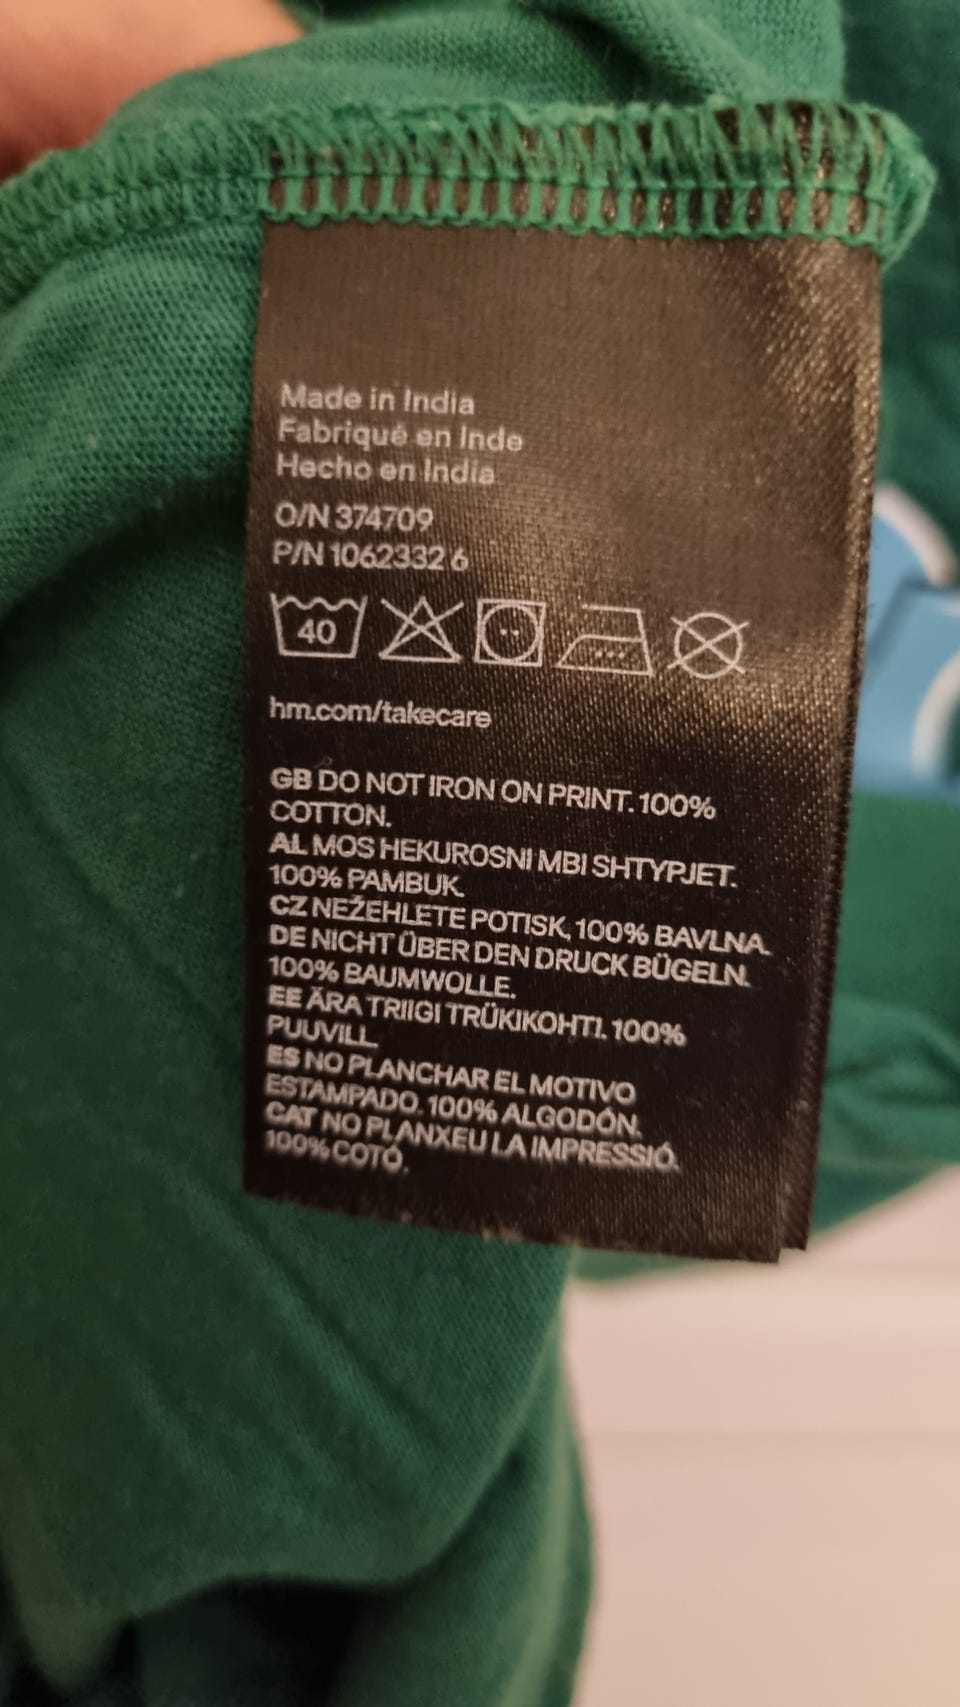 Made in India
Fabriqué en Inde
Hecho en India
O/N 374709
P/N 1062332 6
40
hm.com/takecare
GB DO NOT IRON ON PRINT. 100%
COTTON.
AL MOS HEKUROSNI MBI SHTYPJET.
100% PAMBUK.
CZ NEŽEHLETE POTISK, 100% BAVLNA.
DE NICHT ÜBER DEN DRUCK BÜGELN.
100% BAUMWOLLE.
EE ÄRA TRIIGI TRÜKIKOHTI. 100%
PUUVILL.
ES NO PLANCHAR EL MOTIVO
ESTAMPADO. 100% ALGODÓN.
CAT NO PLANXEU LA IMPRESSIÓ.
100% COTÓ.